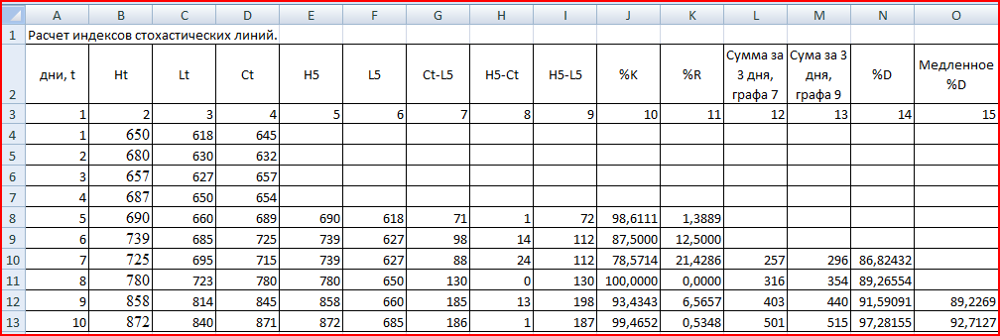 A B C D E F G H I J K L M N O
1 Расчет индексов стохастических линий.
2 дни, t Ht Lt Ct H5 L5 Ct-L5 H5-Ct H5-L5 %K %R Сумма за 3 дня, графа 7 Сума за 3 дня, графа 9 %D Медленное %D
3 1 2 3 4 5 6 7 8 9 10 11 12 13 14 15
4 1 650 618 645
5 2 680 630 632
6 3 657 627 657
7 4 687 650 654
8 5 690 660 689 690 618 71 1 72 98,6111 1,3889
9 6 739 685 725 739 627 98 14 112 87,5000 12,5000
10 7 725 695 715 739 627 88 24 112 78,5714 21,4286 257 296 86,82432
11 8 780 723 780 780 650 130 0 130 100,0000 0,0000 316 354 89,26554
12 9 858 814 845 858 660 185 13 198 93,4343 6,5657 403 440 91,59091 89,2269
13 10 872 840 871 872 685 186 1 187 99,4652 0,5348 501 515 97,28155 92,7127